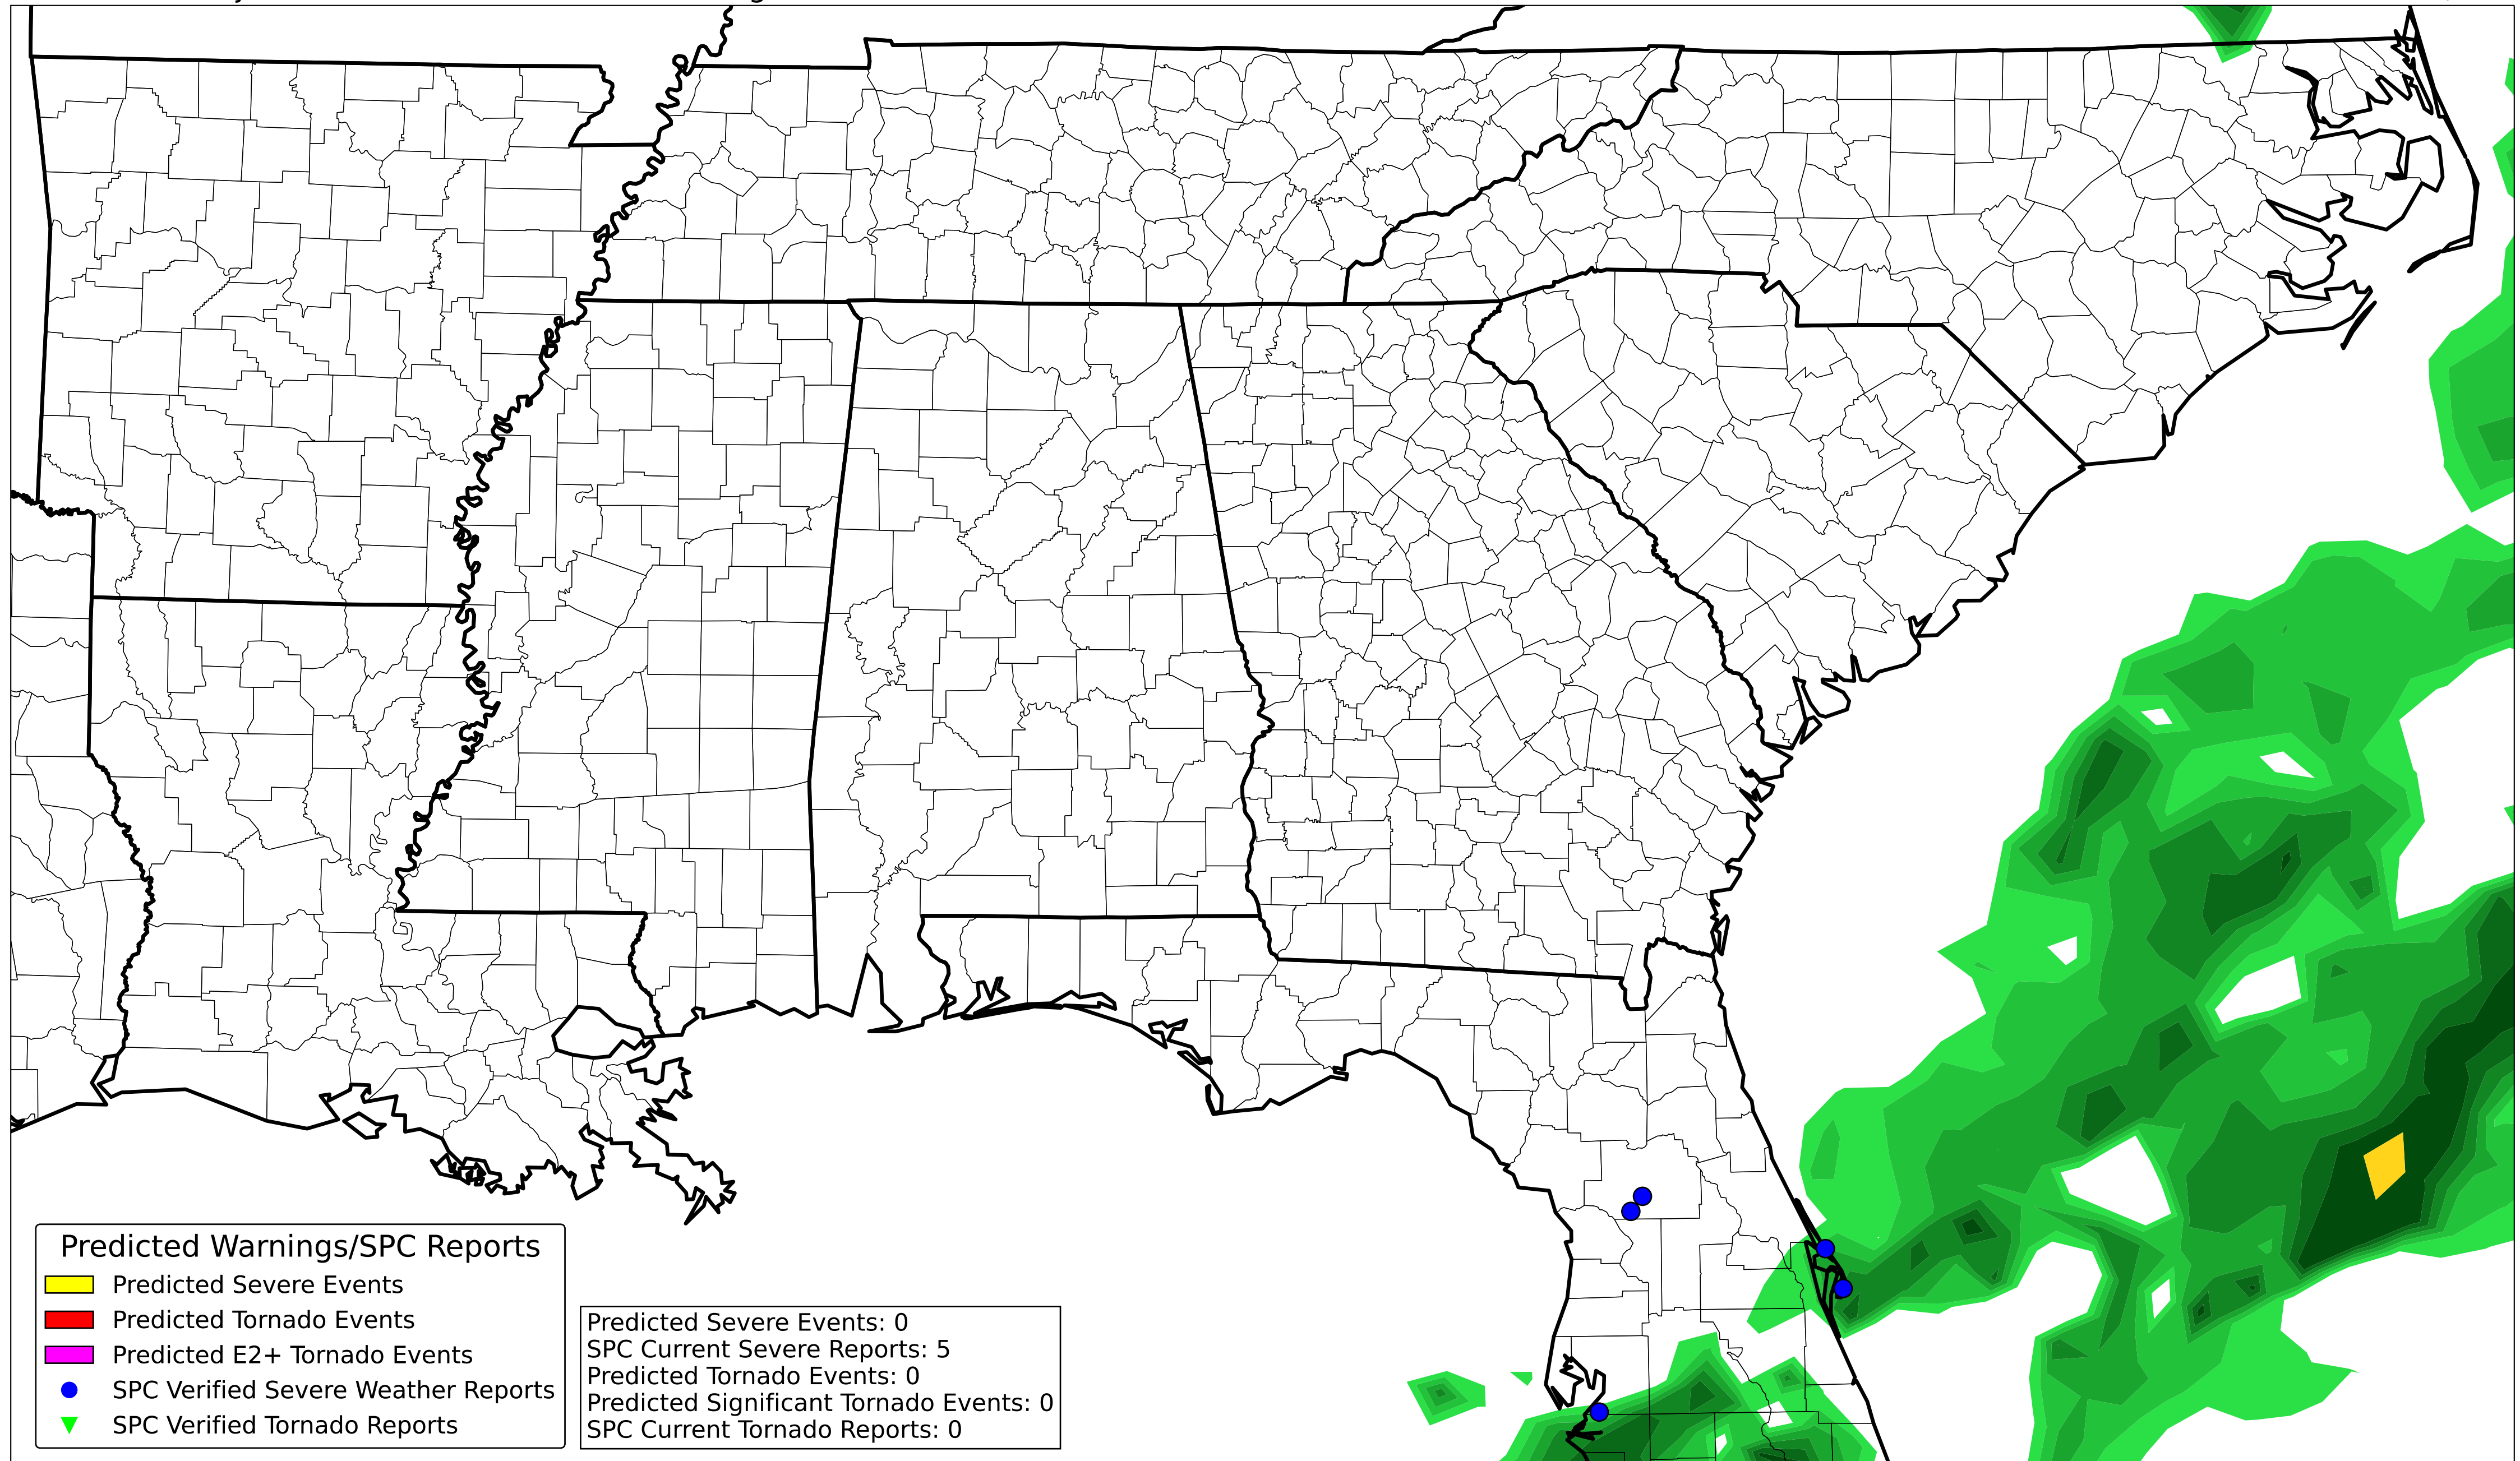 Predicted Warnings/SPC Reports
Predicted Severe Events
Predicted Tornado Events
Predicted E2+ Tornado Events
SPC Verified Severe Weather Reports
SPC Verified Tornado Reports
Predicted Severe Events: 0
SPC Current Severe Reports: 5
Predicted Tornado Events: 0
Predicted Significant Tornado Events: 0
SPC Current Tornado Reports: 0